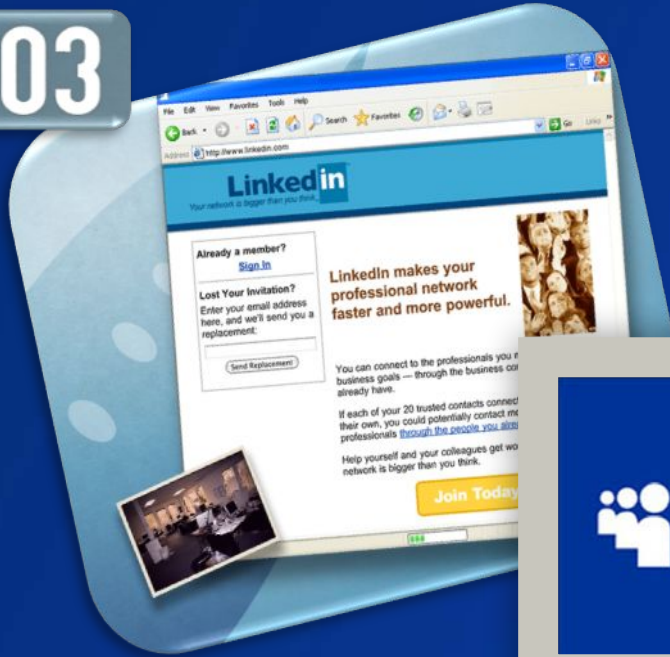 03
File Edit View Favorites Tools Help
Back Search Favorites
Address http://www.linkedin.com Go Links
Linkedin
Your network is bigger than you think.
Already a member?
Sign In
Lost Your Invitation?
Enter your email address
here, and we'll send you a
replacement:
Send Replacement
LinkedIn makes your
professional network
faster and more powerful.
You can connect to the professionals you
business goals — through the business
already have.
If each of your 20 trusted contacts
their own, you could potentially contact
professionals through the people you
Help yourself and your colleagues get
network is bigger than you think.
Join Today